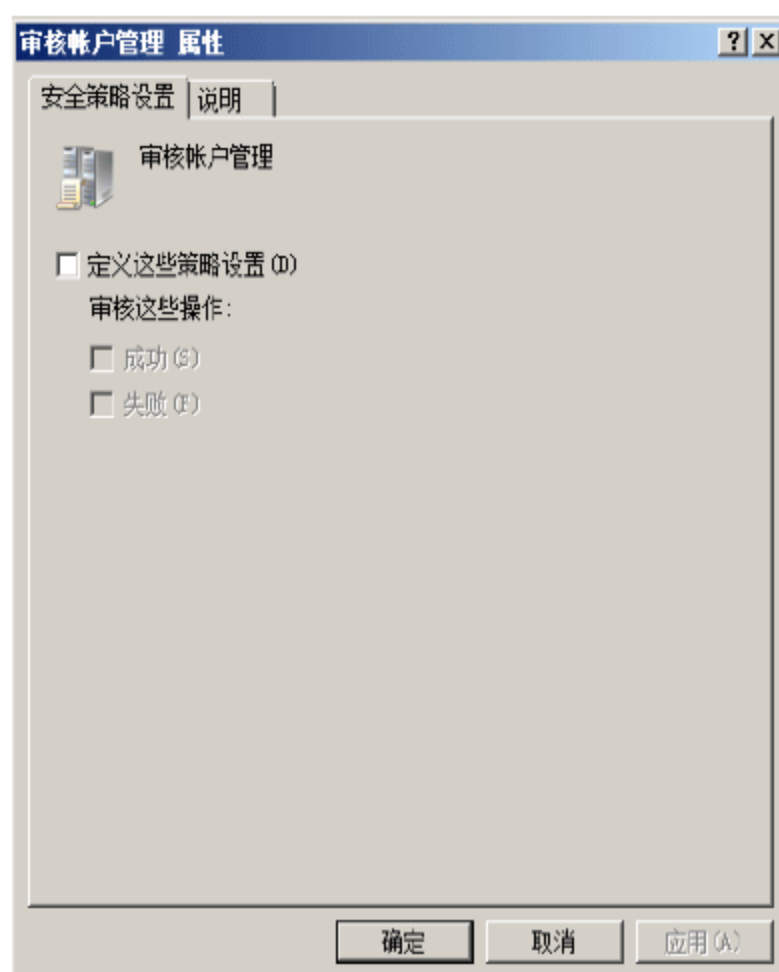 审核帐户管理 属性
安全策略设置 说明
审核帐户管理
定义这些策略设置(D)
审核这些操作:
成功(S)
失败(F)
确定 取消 应用(A)